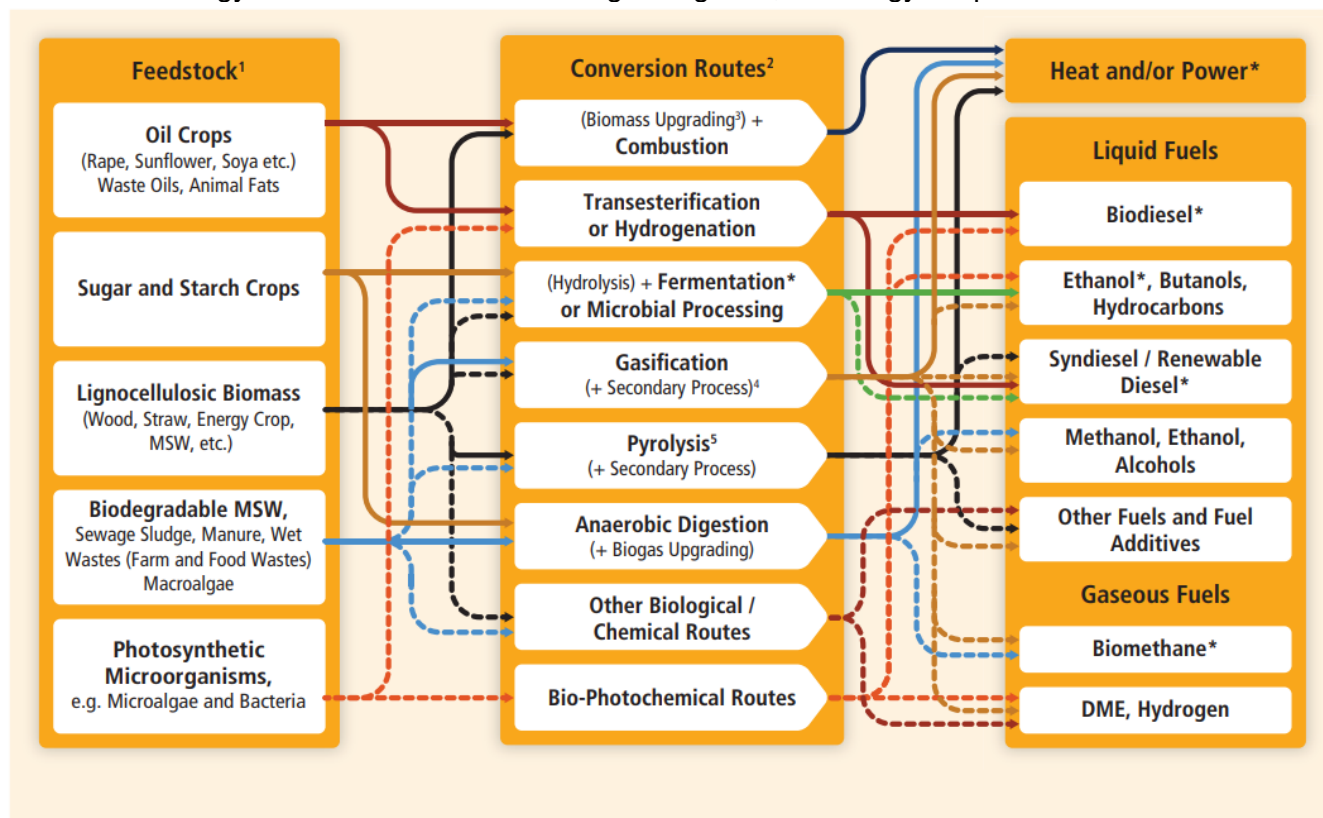 Feedstock¹
Oil Crops
(Rape, Sunflower, Soya etc.)
Waste Oils, Animal Fats
Sugar and Starch Crops
Lignocellulosic Biomass
(Wood, Straw, Energy Crop,
MSW, etc.)
Biodegradable MSW,
Sewage Sludge, Manure, Wet
Wastes (Farm and Food Wastes)
Macroalgae
Photosynthetic
Microorganisms,
e.g. Microalgae and Bacteria
Conversion Routes²
(Biomass Upgrading³) +
Combustion
Transesterification
or Hydrogenation
(Hydrolysis) + Fermentation*
or Microbial Processing
Gasification
(+ Secondary Process)⁴
Pyrolysis⁵
(+ Secondary Process)
Anaerobic Digestion
(+ Biogas Upgrading)
Other Biological /
Chemical Routes
Bio-Photochemical Routes
Heat and/or Power*
Liquid Fuels
Biodiesel*
Ethanol*, Butanols,
Hydrocarbons
Syndiesel / Renewable
Diesel*
Methanol, Ethanol,
Alcohols
Other Fuels and Fuel
Additives
Gaseous Fuels
Biomethane*
DME, Hydrogen